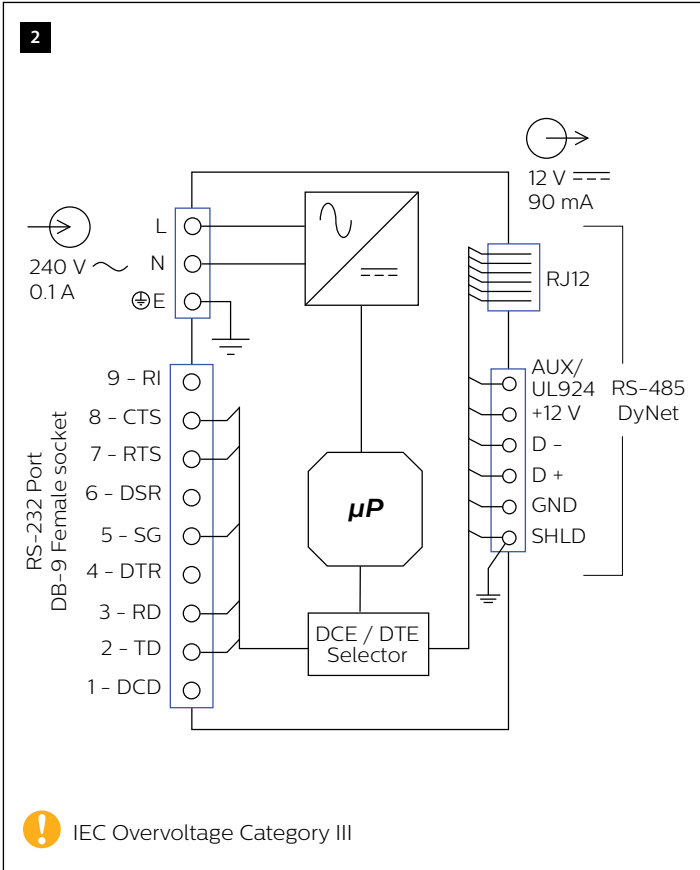 2
12 V
90 mA
240 V
0.1 A
L
N
E
RJ12
9 - RI
8 - CTS
7 - RTS
6 - DSR
5 - SG
4 - DTR
3 - RD
2 - TD
1 - DCD
RS-232 Port
DB-9 Female socket
µP
DCE / DTE
Selector
AUX/
UL924
+12 V
D -
D +
GND
SHLD
RS-485
DyNet
! IEC Overvoltage Category III